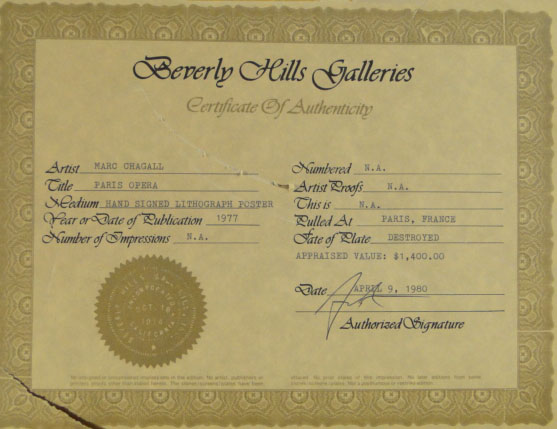 Beverly Hills Galleries
Certificate Of Authenticity
Artist MARC CHAGALL
Title PARIS OPERA
Medium HAND SIGNED LITHOGRAPH POSTER
Year or Date of Publication 1977
Number of Impressions N.A.
Numbered N.A.
Artist Proofs N.A.
This is N.A.
Pulled At PARIS, FRANCE
Fate of Plate DESTROYED
APPRAISED VALUE: $1,400.00
Date APRIL 9, 1980
Authorized Signature